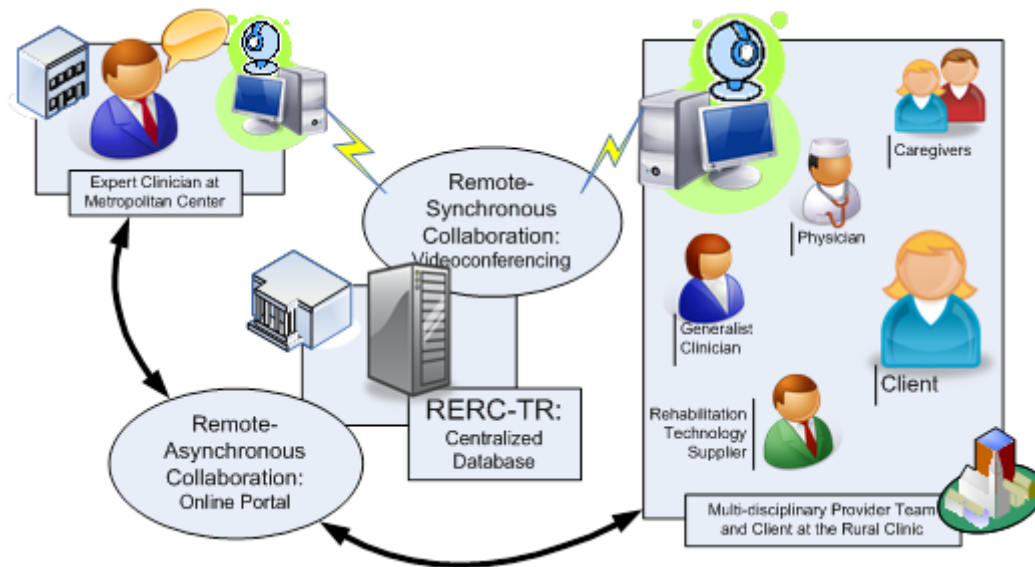 Expert Clinician at
Metropolitan Center
Remote-
Synchronous
Collaboration:
Videoconferencing
Caregivers
Physician
Generalist
Clinician
Client
Rehabilitation
Technology
Supplier
Multi-disciplinary Provider Team
and Client at the Rural Clinic
RERC-TR:
Centralized
Database
Remote-
Asynchronous
Collaboration:
Online Portal